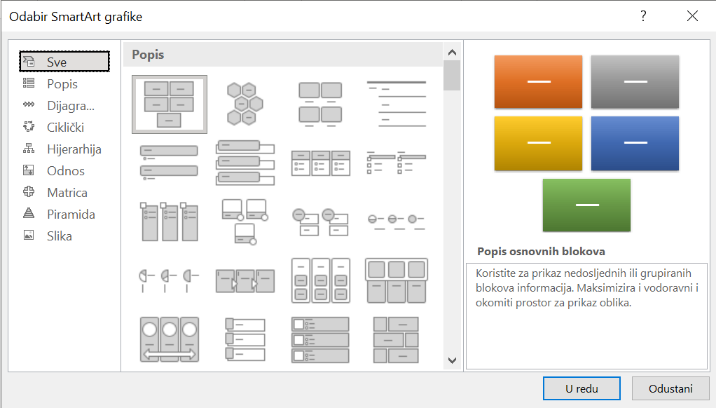 Odabir SmartArt grafike
?
Sve
Popis
Dijagra...
Ciklički
Hijerarhija
Odnos
Matrica
Piramida
Slika
Popis
Popis osnovnih blokova
Koristite za prikaz nedosljednih ili grupiranih
blokova informacija. Maksimizira i vodoravni i
okomiti prostor za prikaz oblika.
U redu
Odustani